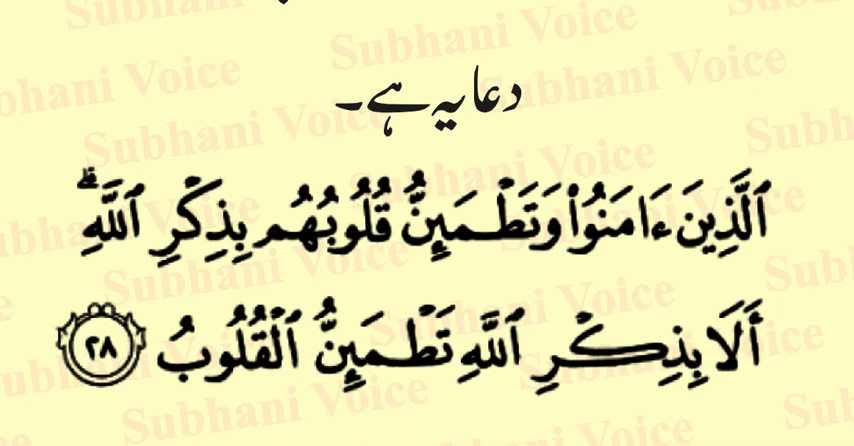 Subhani Voice
دعا یہ ہے۔
ٱلَّذِينَ ءَامَنُوا۟ وَتَطْمَئِنُّ قُلُوبُهُم بِذِكْرِ ٱللَّهِ ۗ
أَلَا بِذِكْرِ ٱللَّهِ تَطْمَئِنُّ ٱلْقُلُوبُ ٢٨